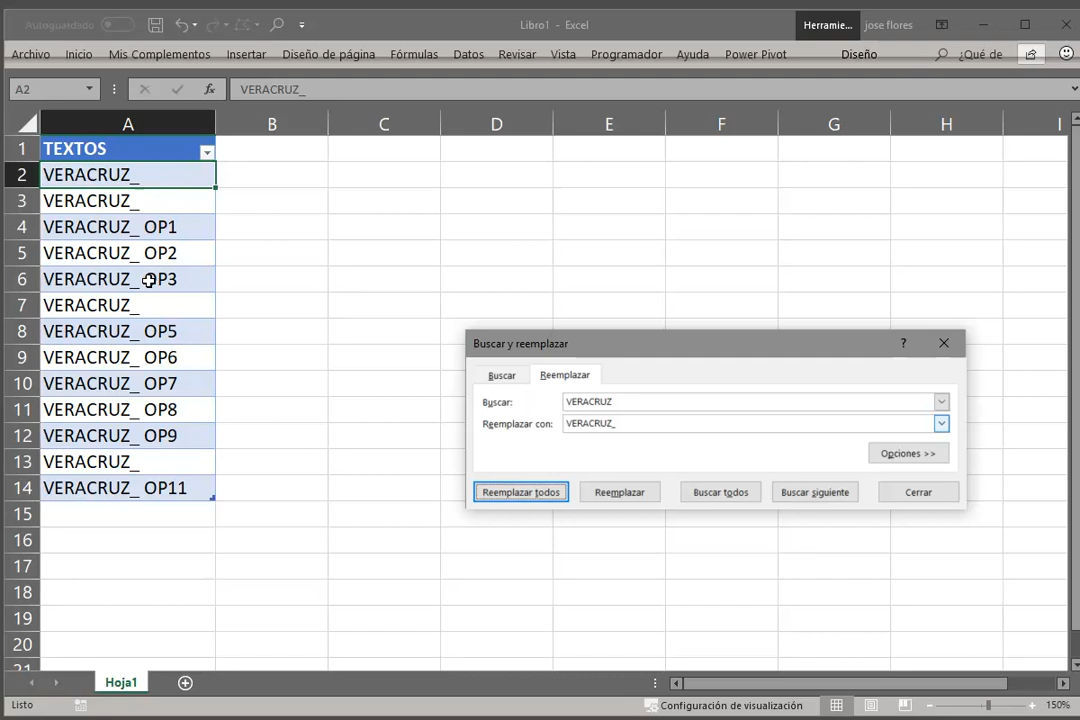 Autoguardado
Libro1 - Excel
Herramie...
jose flores
Archivo Inicio Mis Complementos Insertar Diseño de página Fórmulas Datos Revisar Vista Programador Ayuda Power Pivot Diseño ¿Qué de
A2 fx VERACRUZ_
A B C D E F G H I
1 TEXTOS
2 VERACRUZ_
3 VERACRUZ_
4 VERACRUZ_ OP1
5 VERACRUZ_ OP2
6 VERACRUZ_ OP3
7 VERACRUZ_
8 VERACRUZ_ OP5
9 VERACRUZ_ OP6
10 VERACRUZ_ OP7
11 VERACRUZ_ OP8
12 VERACRUZ_ OP9
13 VERACRUZ_
14 VERACRUZ_ OP11
15
16
17
18
19
20
21
Buscar y reemplazar ?
Buscar Reemplazar
Buscar: VERACRUZ
Reemplazar con: VERACRUZ_
Opciones >>
Reemplazar todos Reemplazar Buscar todos Buscar siguiente Cerrar
Hoja1
Listo Configuración de visualización 150%